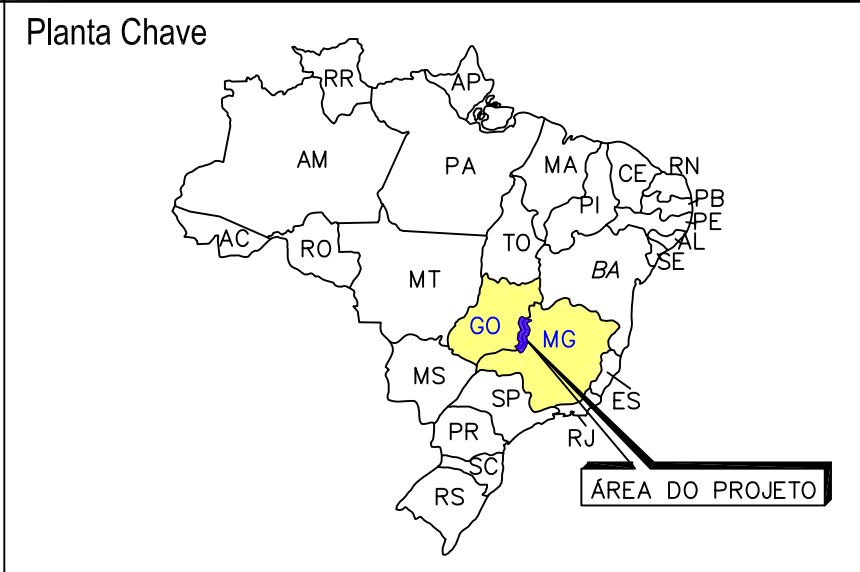 Planta Chave
RR
AP
AM
PA
MA
CE
RN
PI
PB
PE
AL
SE
AC
RO
TO
BA
MT
GO
MG
MS
SP
ES
RJ
PR
SC
RS
ÁREA DO PROJETO